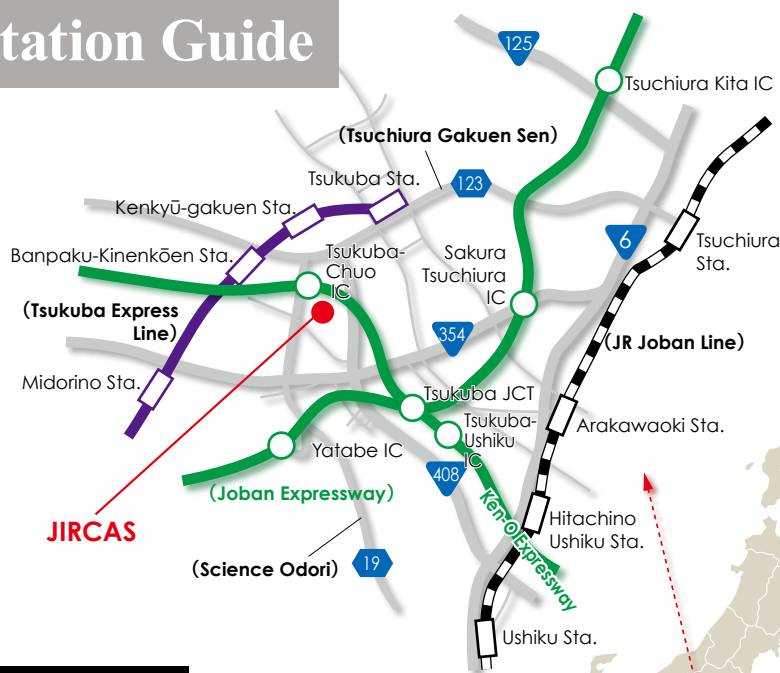 tation Guide
125
Tsuchiura Kita IC
(Tsuchiura Gakuen Sen)
Tsukuba Sta.
123
Kenkyū-gakuen Sta.
6
Tsuchiura
Sta.
Banpaku-Kinenkōen Sta.
Tsukuba-
Chuo
IC
Sakura
Tsuchiura
IC
(Tsukuba Express
Line)
354
(JR Joban Line)
Midorino Sta.
Tsukuba JCT
Tsukuba-
Ushiku
IC
Arakawaoki Sta.
Yatabe IC
408
(Joban Expressway)
Ken-O Expressway
JIRCAS
Hitachino
Ushiku Sta.
(Science Odori)
19
Ushiku Sta.